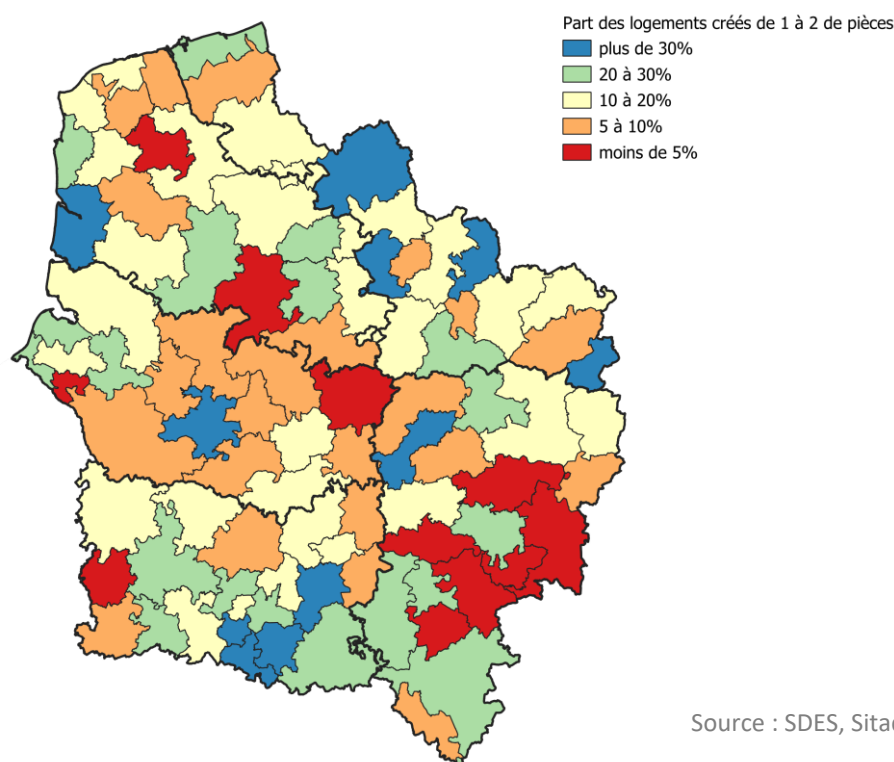 Part des logements créés de 1 à 2 de pièces
plus de 30%
20 à 30%
10 à 20%
5 à 10%
moins de 5%
Source : SDES, Sitad